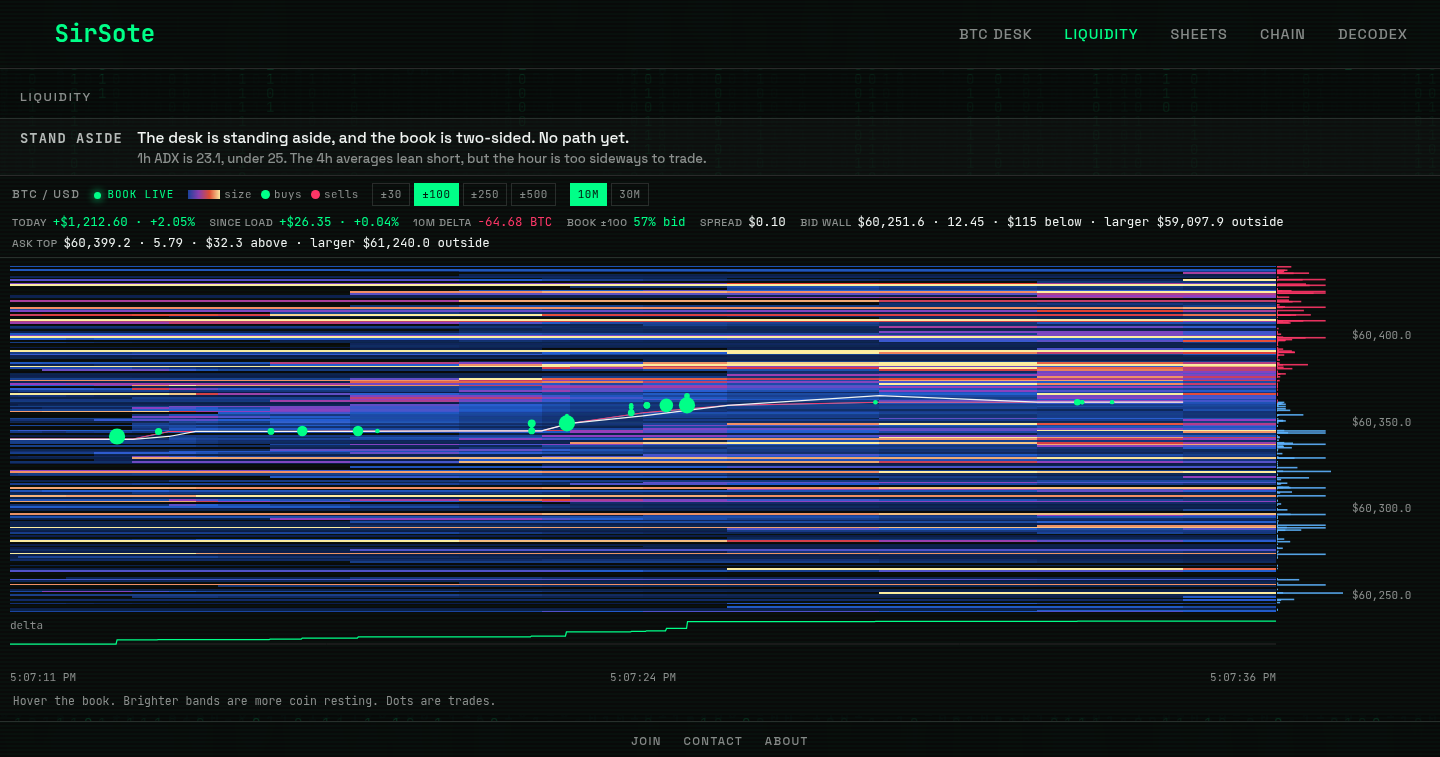 SirSote
BTC DESK LIQUIDITY SHEETS CHAIN DECODEX
LIQUIDITY
STAND ASIDE The desk is standing aside, and the book is two-sided. No path yet.
1h ADX is 23.1, under 25. The 4h averages lean short, but the hour is too sideways to trade.
BTC / USD BOOK LIVE size buys sells ±30 ±100 ±250 ±500 10M 30M
TODAY +$1,212.60 · +2.05% SINCE LOAD +$26.35 · +0.04% 10M DELTA -64.68 BTC BOOK ±100 57% bid SPREAD $0.10 BID WALL $60,251.6 · 12.45 · $115 below · larger $59,097.9 outside
ASK TOP $60,399.2 · 5.79 · $32.3 above · larger $61,240.0 outside
$60,400.0
$60,350.0
$60,300.0
$60,250.0
delta
5:07:11 PM 5:07:24 PM 5:07:36 PM
Hover the book. Brighter bands are more coin resting. Dots are trades.
JOIN CONTACT ABOUT